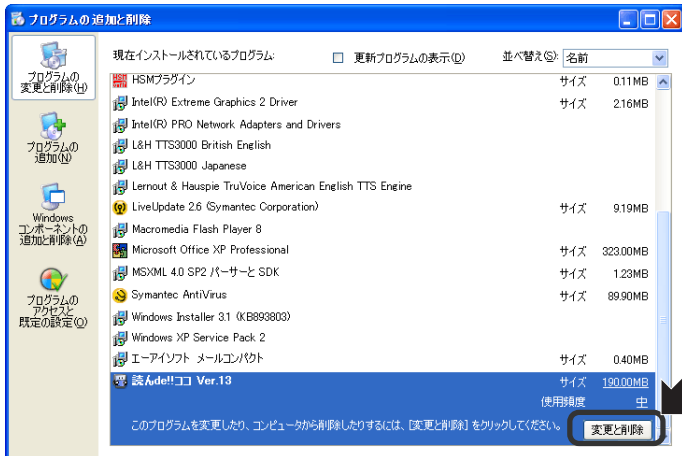 プログラムの追加と削除
プログラムの
変更と削除(H)
プログラムの
追加(N)
Windows
コンポーネントの
追加と削除(A)
プログラムの
アクセスと
既定の設定(O)
現在インストールされているプログラム: 更新プログラムの表示(D) 並べ替え(S): 名前
HSMプラグイン サイズ 0.11MB
Intel(R) Extreme Graphics 2 Driver サイズ 2.16MB
Intel(R) PRO Network Adapters and Drivers
L&H TTS3000 British English
L&H TTS3000 Japanese
Lernout & Hauspie TruVoice American English TTS Engine
LiveUpdate 2.6 (Symantec Corporation) サイズ 9.19MB
Macromedia Flash Player 8
Microsoft Office XP Professional サイズ 323.00MB
MSXML 4.0 SP2 パーサーと SDK サイズ 1.23MB
Symantec AntiVirus サイズ 89.90MB
Windows Installer 3.1 (KB893803)
Windows XP Service Pack 2
エーアイソフト メールコンパクト サイズ 0.40MB
読んde!!ココ Ver.13 サイズ 190.00MB
使用頻度 中
このプログラムを変更したり、コンピュータから削除したりするには、[変更と削除] をクリックしてください。 変更と削除